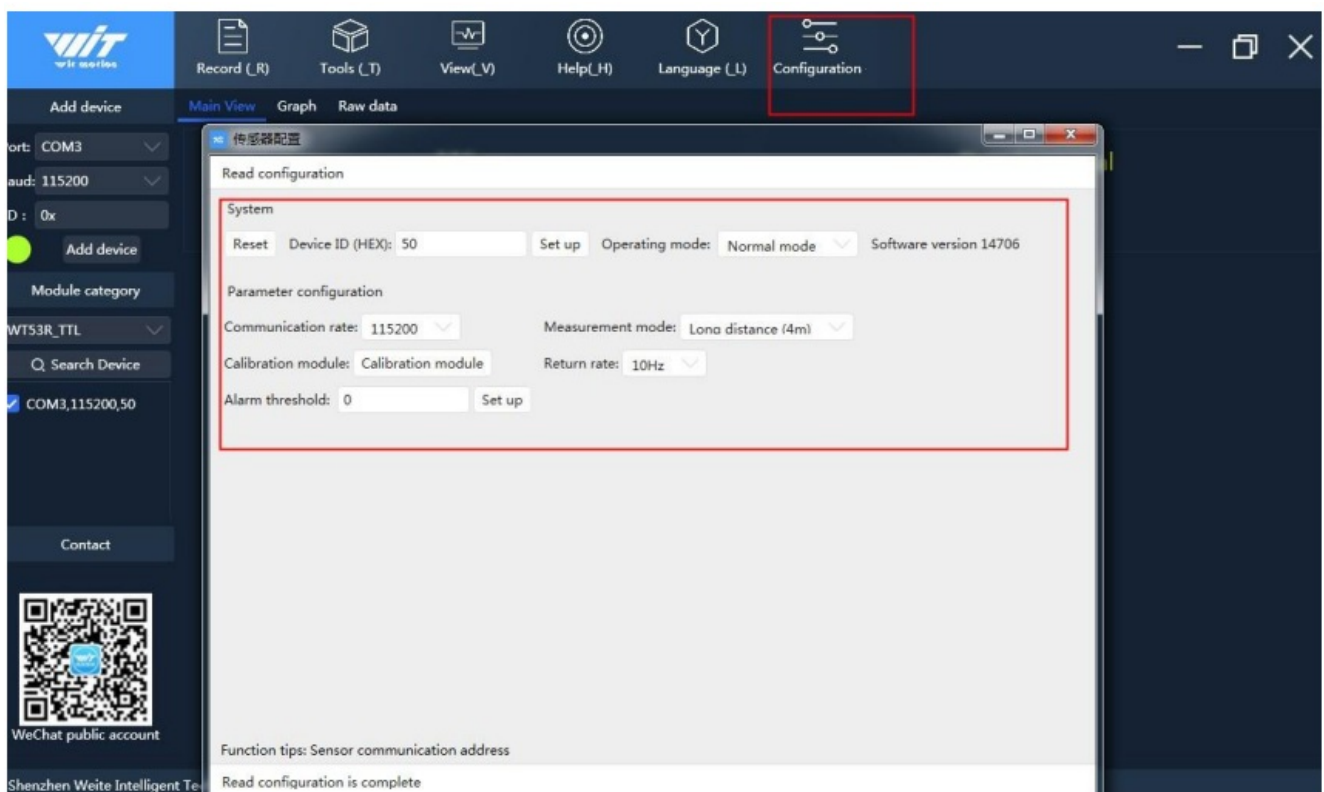 WiT
wit motion
Record (_R)
Tools (_T)
View(_V)
Help(_H)
Language (_L)
Configuration
Add device
Main View Graph Raw data
ort: COM3
aud: 115200
D : 0x
Add device
Module category
WT53R_TTL
Search Device
COM3,115200,50
Contact
WeChat public account
Shenzhen Weite Intelligent Te
传感器配置
Read configuration
System
Reset Device ID (HEX): 50 Set up Operating mode: Normal mode Software version 14706
Parameter configuration
Communication rate: 115200 Measurement mode: Long distance (4m)
Calibration module: Calibration module Return rate: 10Hz
Alarm threshold: 0 Set up
Function tips: Sensor communication address
Read configuration is complete